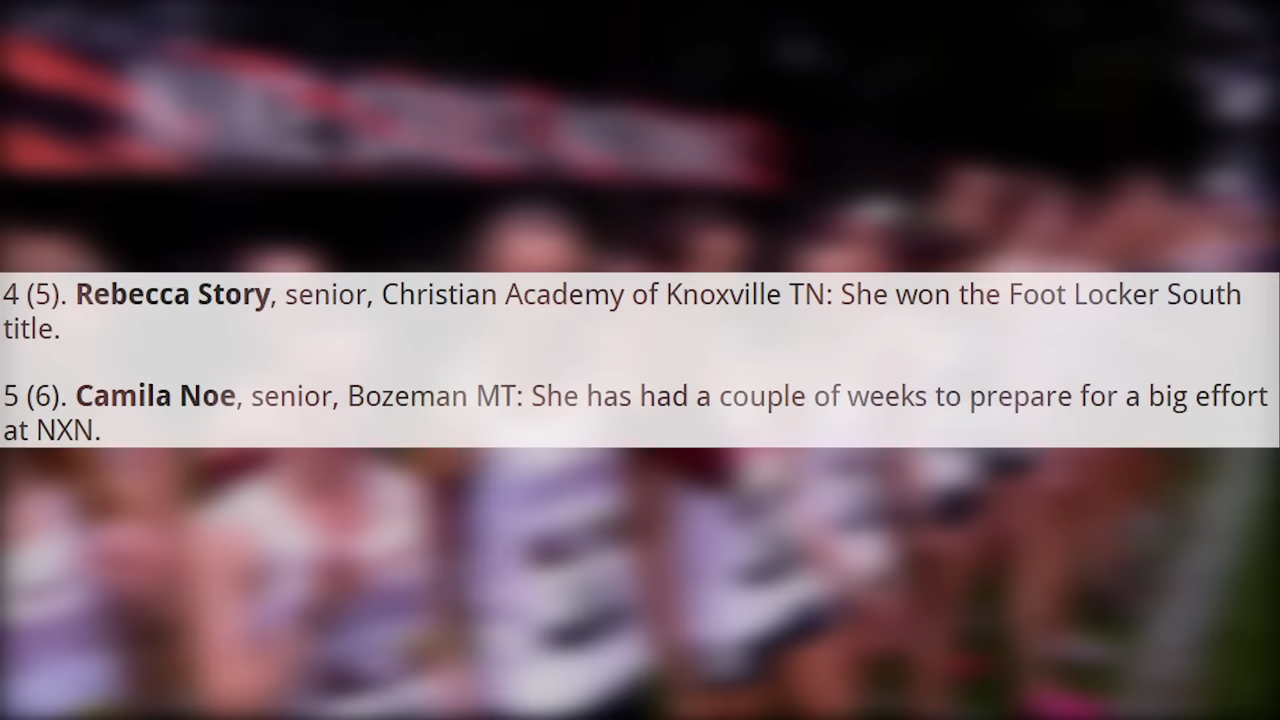 4 (5). Rebecca Story, senior, Christian Academy of Knoxville TN: She won the Foot Locker South
title.
5 (6). Camila Noe, senior, Bozeman MT: She has had a couple of weeks to prepare for a big effort
at NXN.